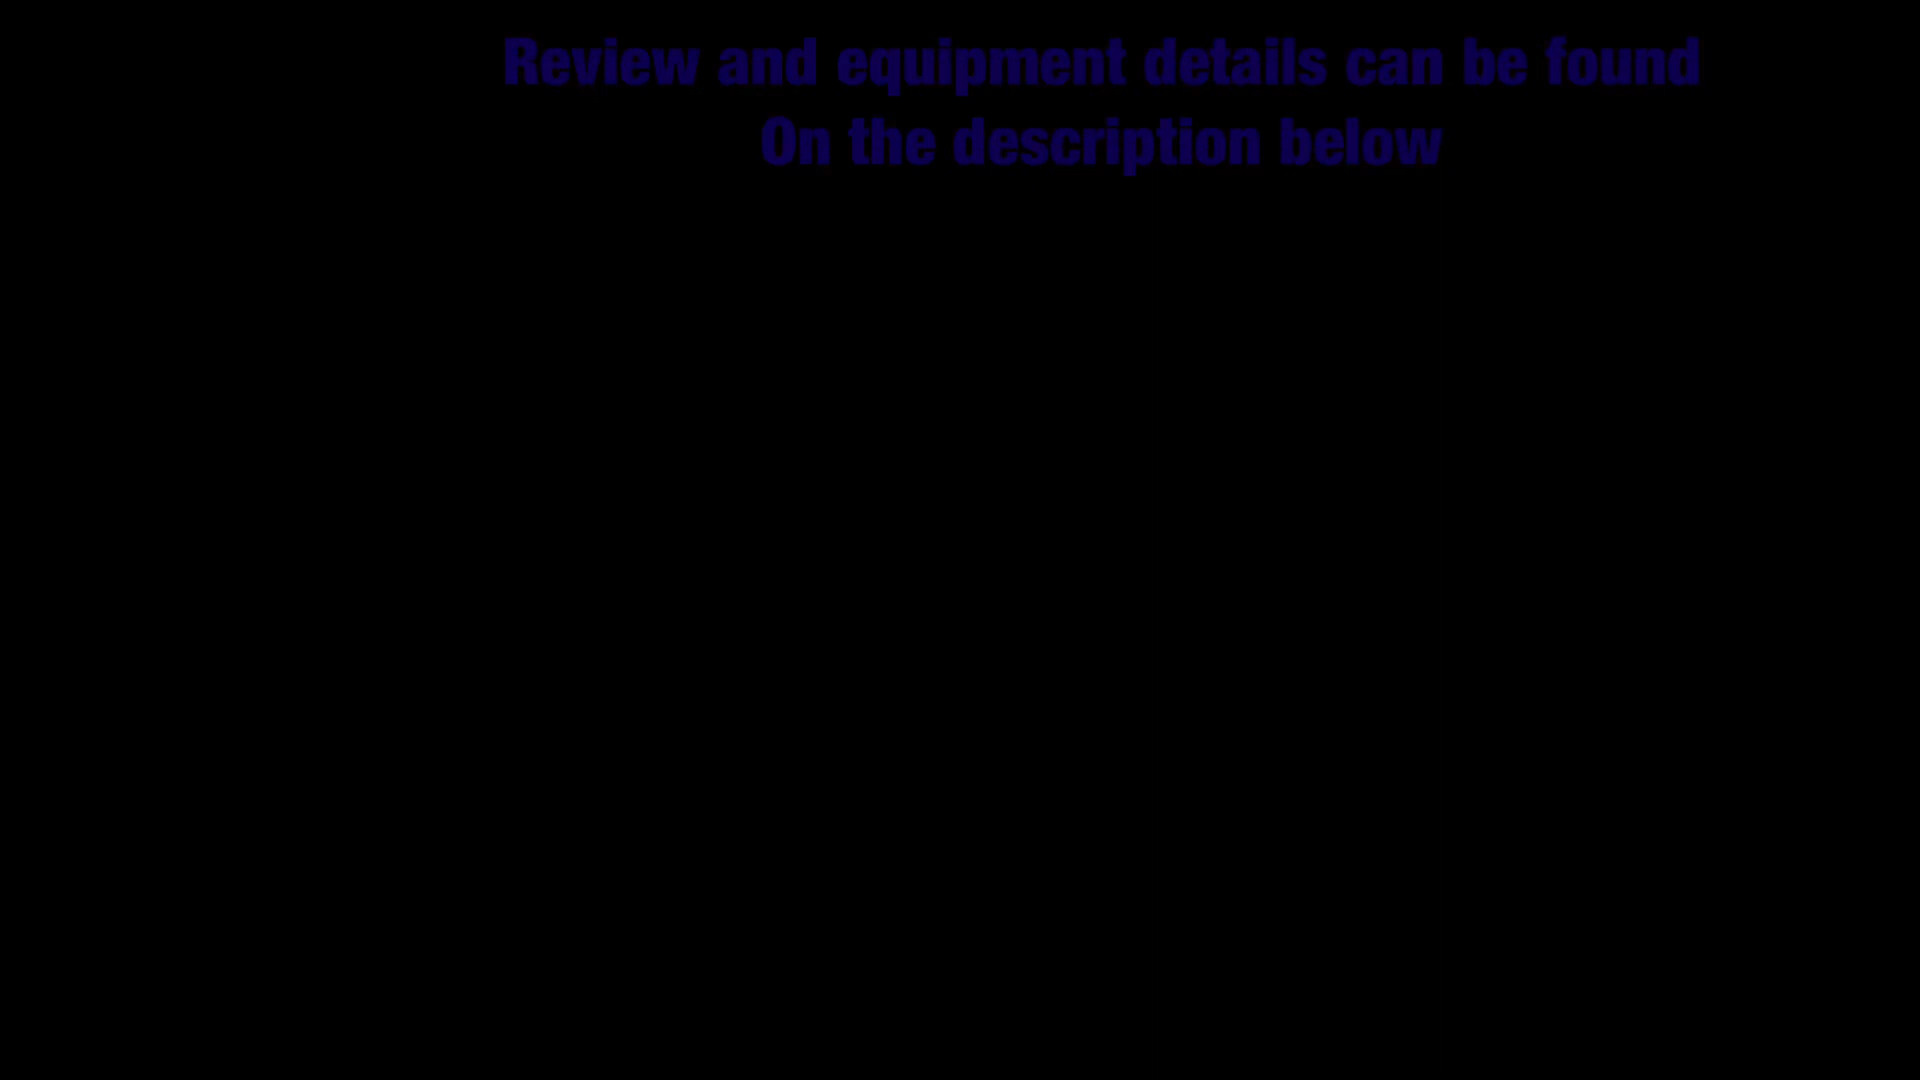 Review and equipment details can be found
On the description below